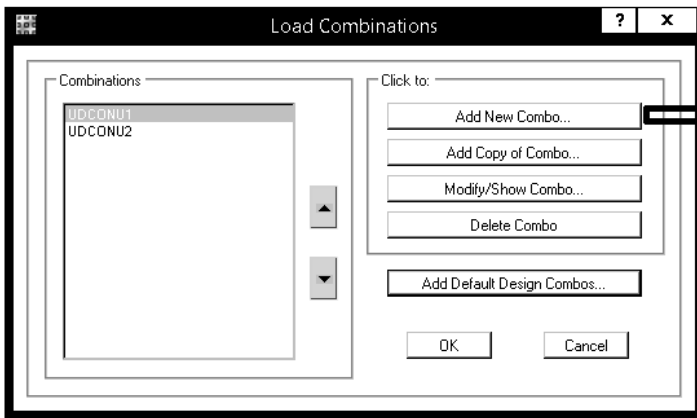 Load Combinations
? x
Combinations
UDCONU1
UDCONU2
Click to:
Add New Combo...
Add Copy of Combo...
Modify/Show Combo...
Delete Combo
Add Default Design Combos...
OK
Cancel